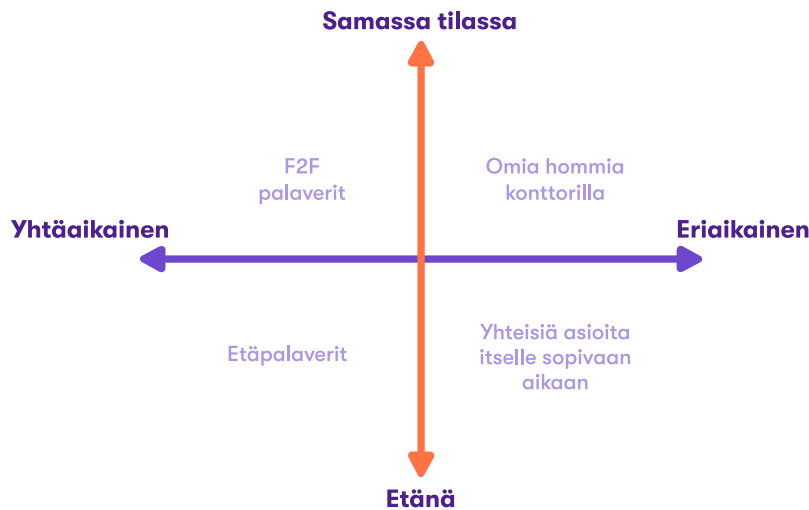 Samassa tilassa
F2F
palaverit
Omia hommia
konttorilla
Yhtäaikainen
Eriaikainen
Etäpalaverit
Yhteisiä asioita
itselle sopivaan
aikaan
Etänä